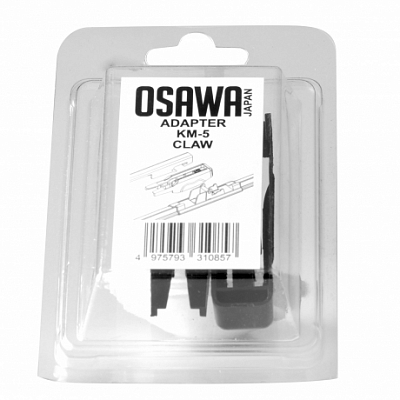 OSAWA JAPAN
ADAPTER
KM-5
CLAW
4 975793 310857